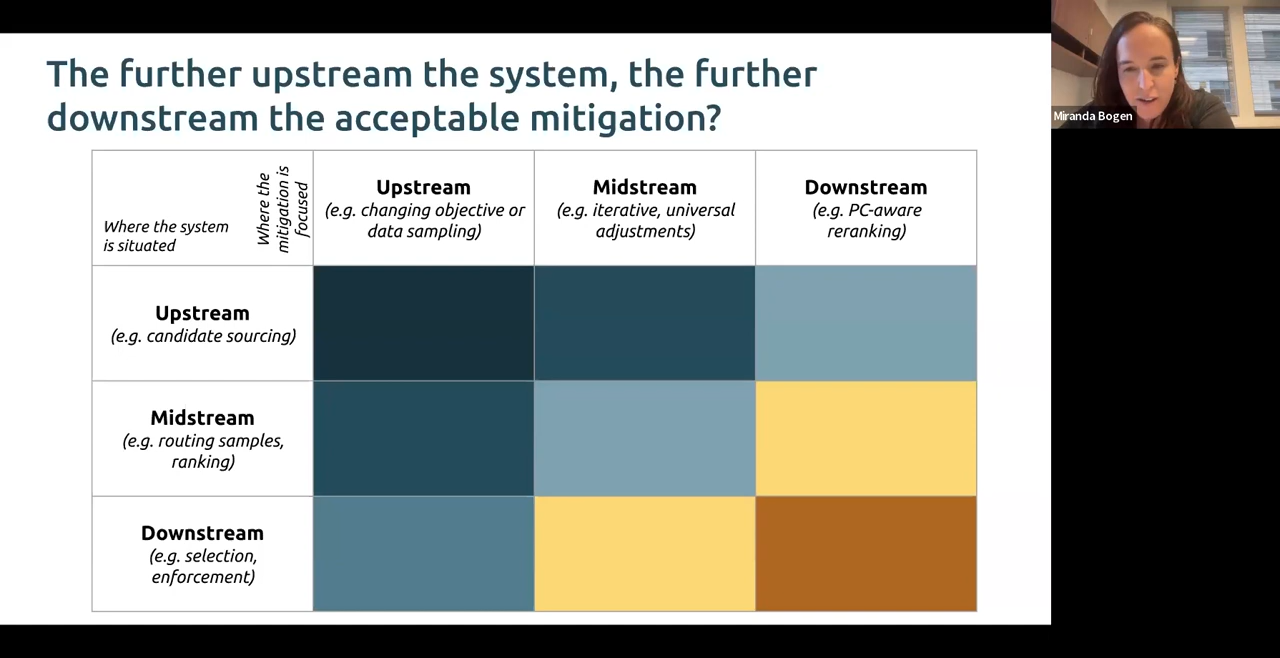 The further upstream the system, the further
downstream the acceptable mitigation?
Where the system
is situated
Where the
mitigation is
focused
Upstream
(e.g. changing objective or
data sampling)
Midstream
(e.g. iterative, universal
adjustments)
Downstream
(e.g. PC-aware
reranking)
Upstream
(e.g. candidate sourcing)
Midstream
(e.g. routing samples,
ranking)
Downstream
(e.g. selection,
enforcement)
Miranda Bogen